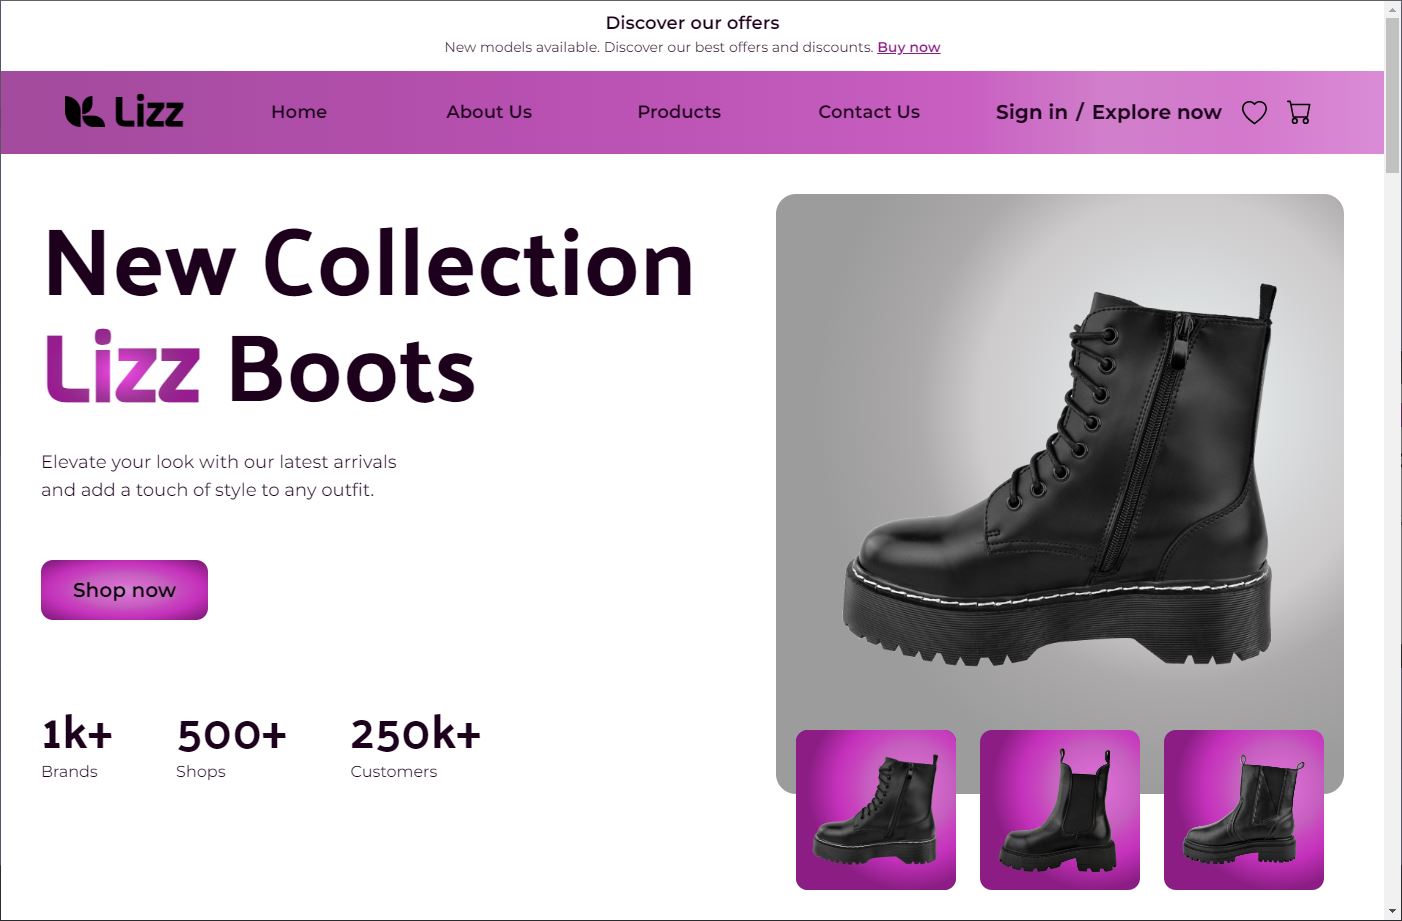 Discover our offers
New models available. Discover our best offers and discounts. Buy now
Lizz
Home
About Us
Products
Contact Us
Sign in / Explore now
New Collection
Lizz Boots
Elevate your look with our latest arrivals
and add a touch of style to any outfit.
Shop now
1k+
Brands
500+
Shops
250k+
Customers